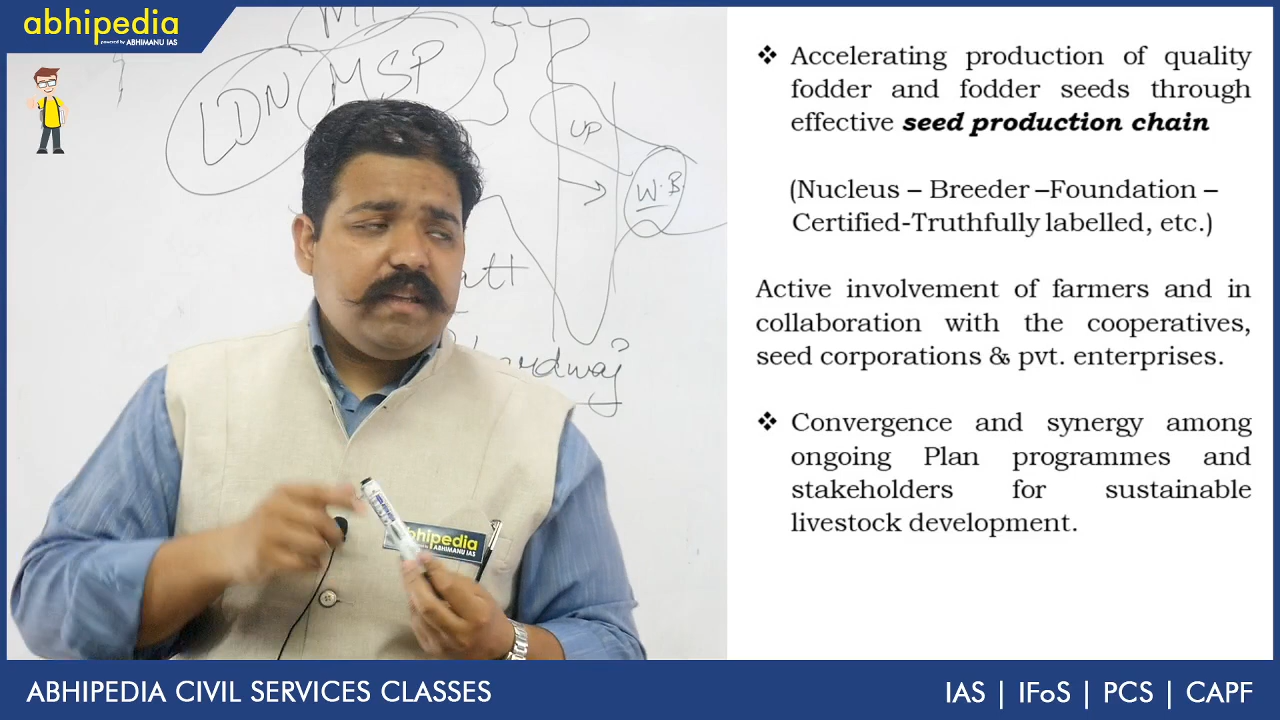 abhipedia
powered by ABHIMANU IAS
LDN
MSP
UP
W.B
❖ Accelerating production of quality
fodder and fodder seeds through
effective seed production chain
(Nucleus – Breeder –Foundation –
Certified-Truthfully labelled, etc.)
Active involvement of farmers and in
collaboration with the cooperatives,
seed corporations & pvt. enterprises.
❖ Convergence and synergy among
ongoing Plan programmes and
stakeholders for sustainable
livestock development.
abhipedia
ABHIMANU IAS
ABHIPEDIA CIVIL SERVICES CLASSES
IAS | IFoS | PCS | CAPF